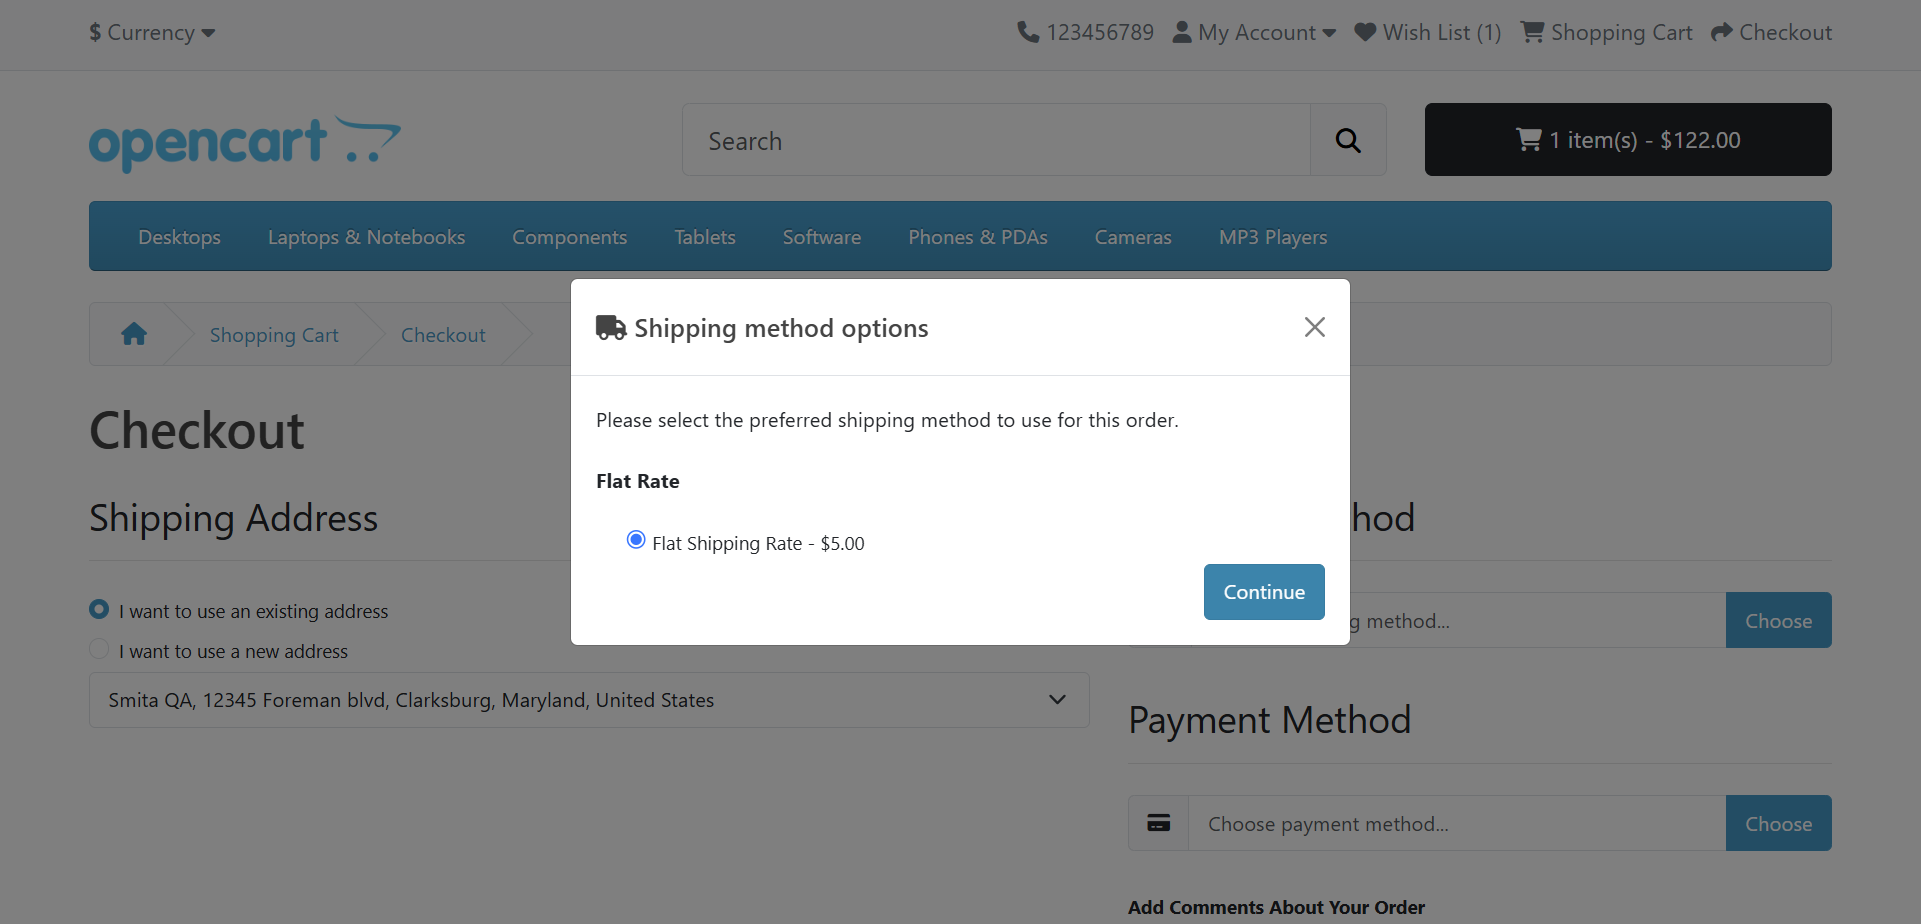 $ Currency
123456789 My Account Wish List (1) Shopping Cart Checkout
opencart
Search
1 item(s) - $122.00
Desktops Laptops & Notebooks Components Tablets Software Phones & PDAs Cameras MP3 Players
Shopping Cart Checkout
Shipping method options
Please select the preferred shipping method to use for this order.
Flat Rate
Flat Shipping Rate - $5.00
Continue
Checkout
Shipping Address
I want to use an existing address
I want to use a new address
Smita QA, 12345 Foreman blvd, Clarksburg, Maryland, United States
hod
g method...
Choose
Payment Method
Choose payment method...
Choose
Add Comments About Your Order